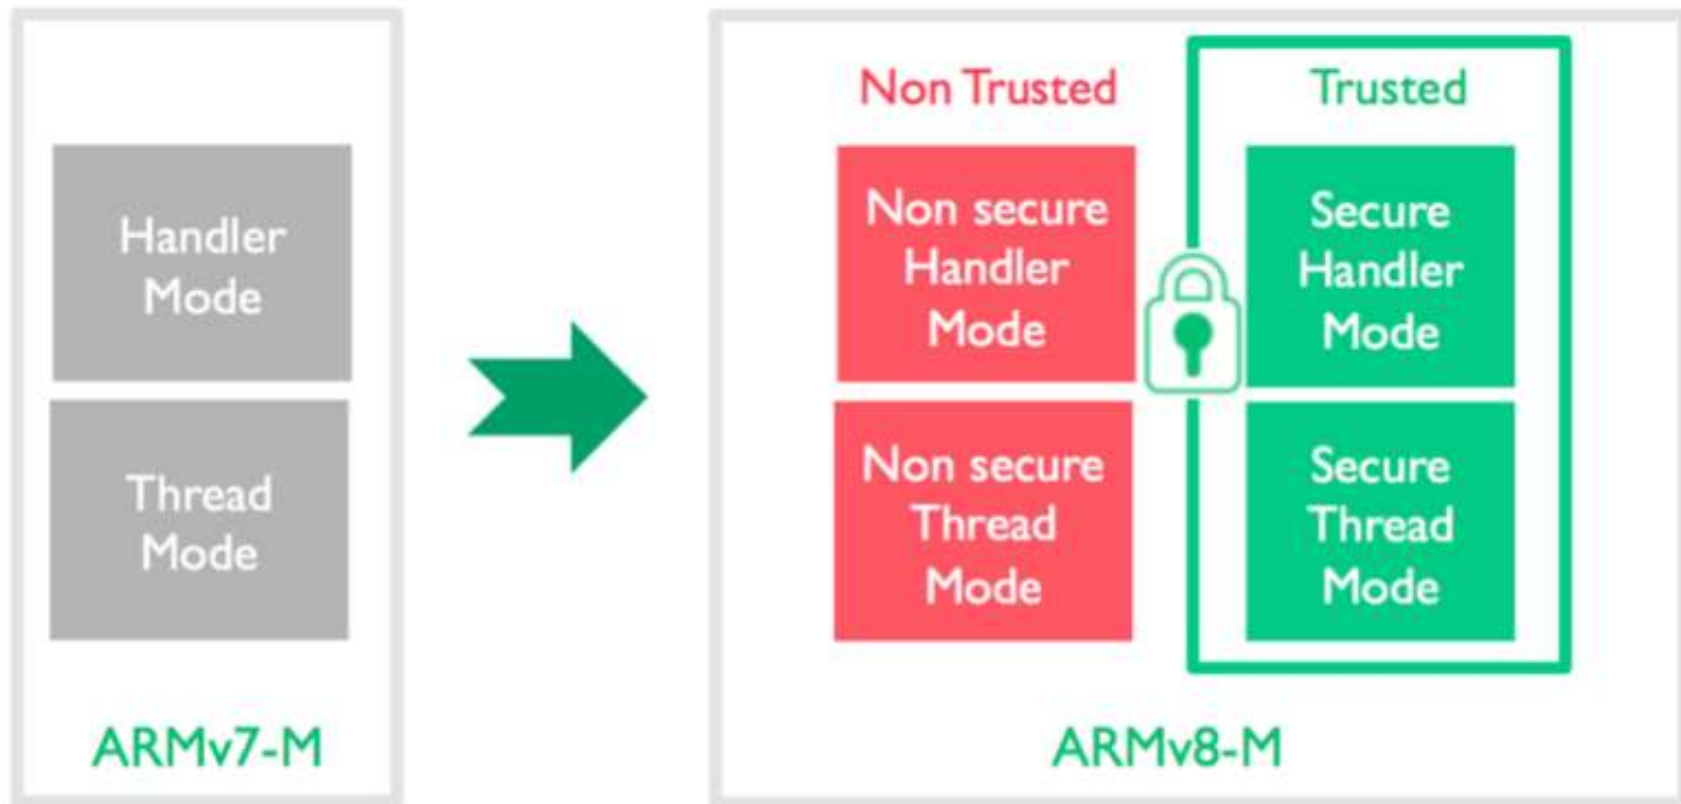 Handler
Mode
Thread
Mode
ARMv7-M
Non Trusted
Trusted
Non secure
Handler
Mode
Secure
Handler
Mode
Non secure
Thread
Mode
Secure
Thread
Mode
ARMv8-M